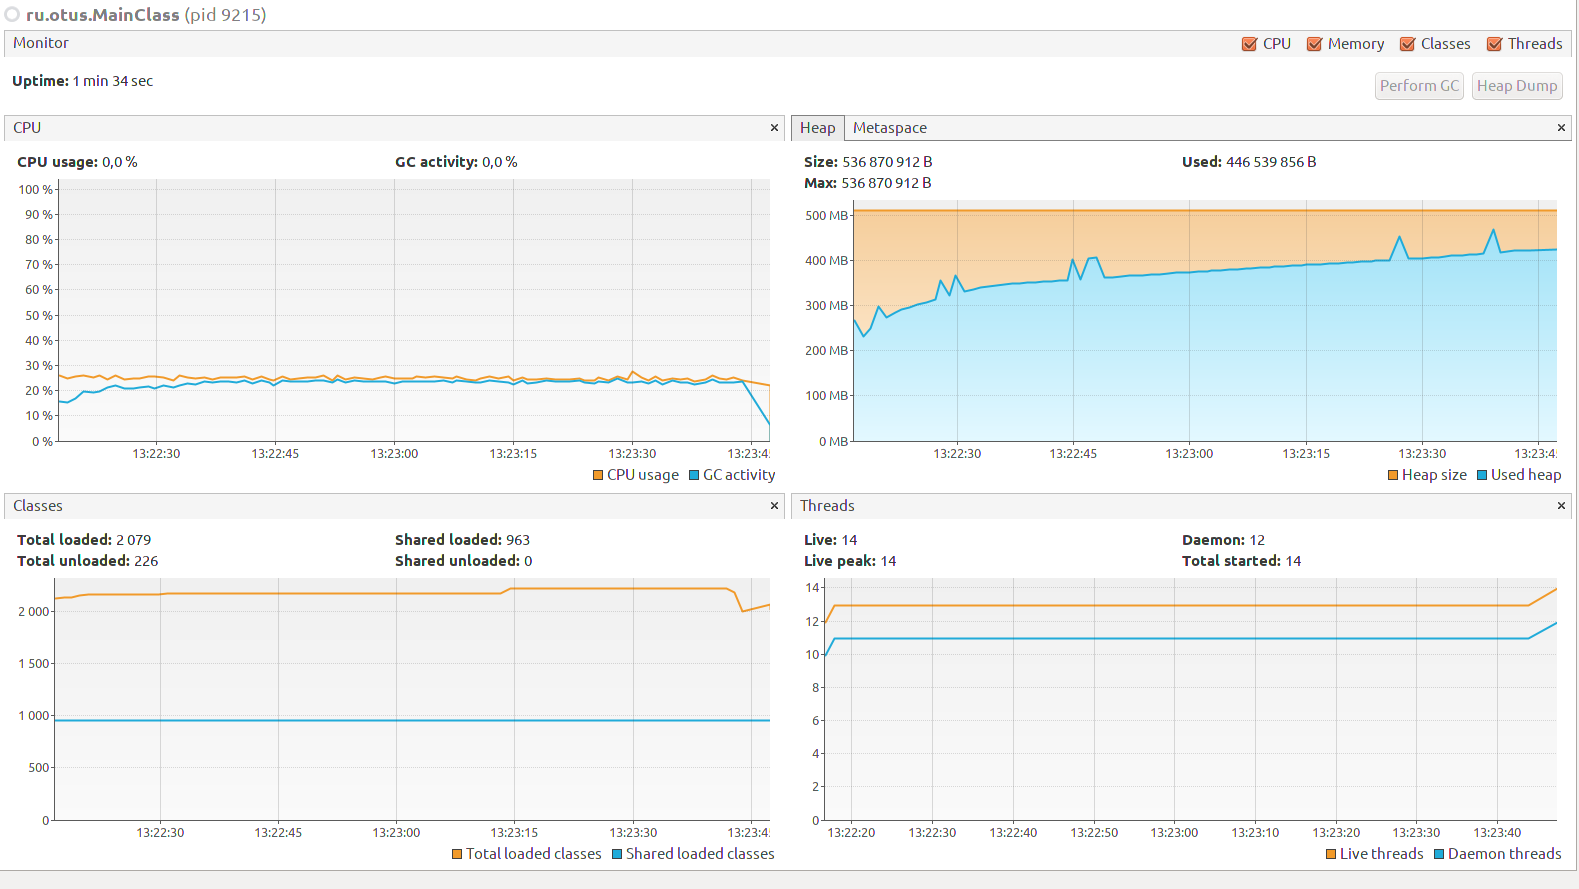 ru.otus.MainClass (pid 9215)
Monitor
CPU Memory Classes Threads
Uptime: 1 min 34 sec
Perform GC Heap Dump
CPU ×
CPU usage: 0,0 % GC activity: 0,0 %
100 %
90 %
80 %
70 %
60 %
50 %
40 %
30 %
20 %
10 %
0 %
13:22:30 13:22:45 13:23:00 13:23:15 13:23:30 13:23:4
CPU usage GC activity
Heap Metaspace ×
Size: 536 870 912 B Used: 446 539 856 B
Max: 536 870 912 B
500 MB
400 MB
300 MB
200 MB
100 MB
0 MB
13:22:30 13:22:45 13:23:00 13:23:15 13:23:30 13:23:4
Heap size Used heap
Classes ×
Total loaded: 2 079 Shared loaded: 963
Total unloaded: 226 Shared unloaded: 0
2 000
1 500
1 000
500
0
13:22:30 13:22:45 13:23:00 13:23:15 13:23:30 13:23:4
Total loaded classes Shared loaded classes
Threads ×
Live: 14 Daemon: 12
Live peak: 14 Total started: 14
14
12
10
8
6
4
2
0
13:22:20 13:22:30 13:22:40 13:22:50 13:23:00 13:23:10 13:23:20 13:23:30 13:23:40
Live threads Daemon threads